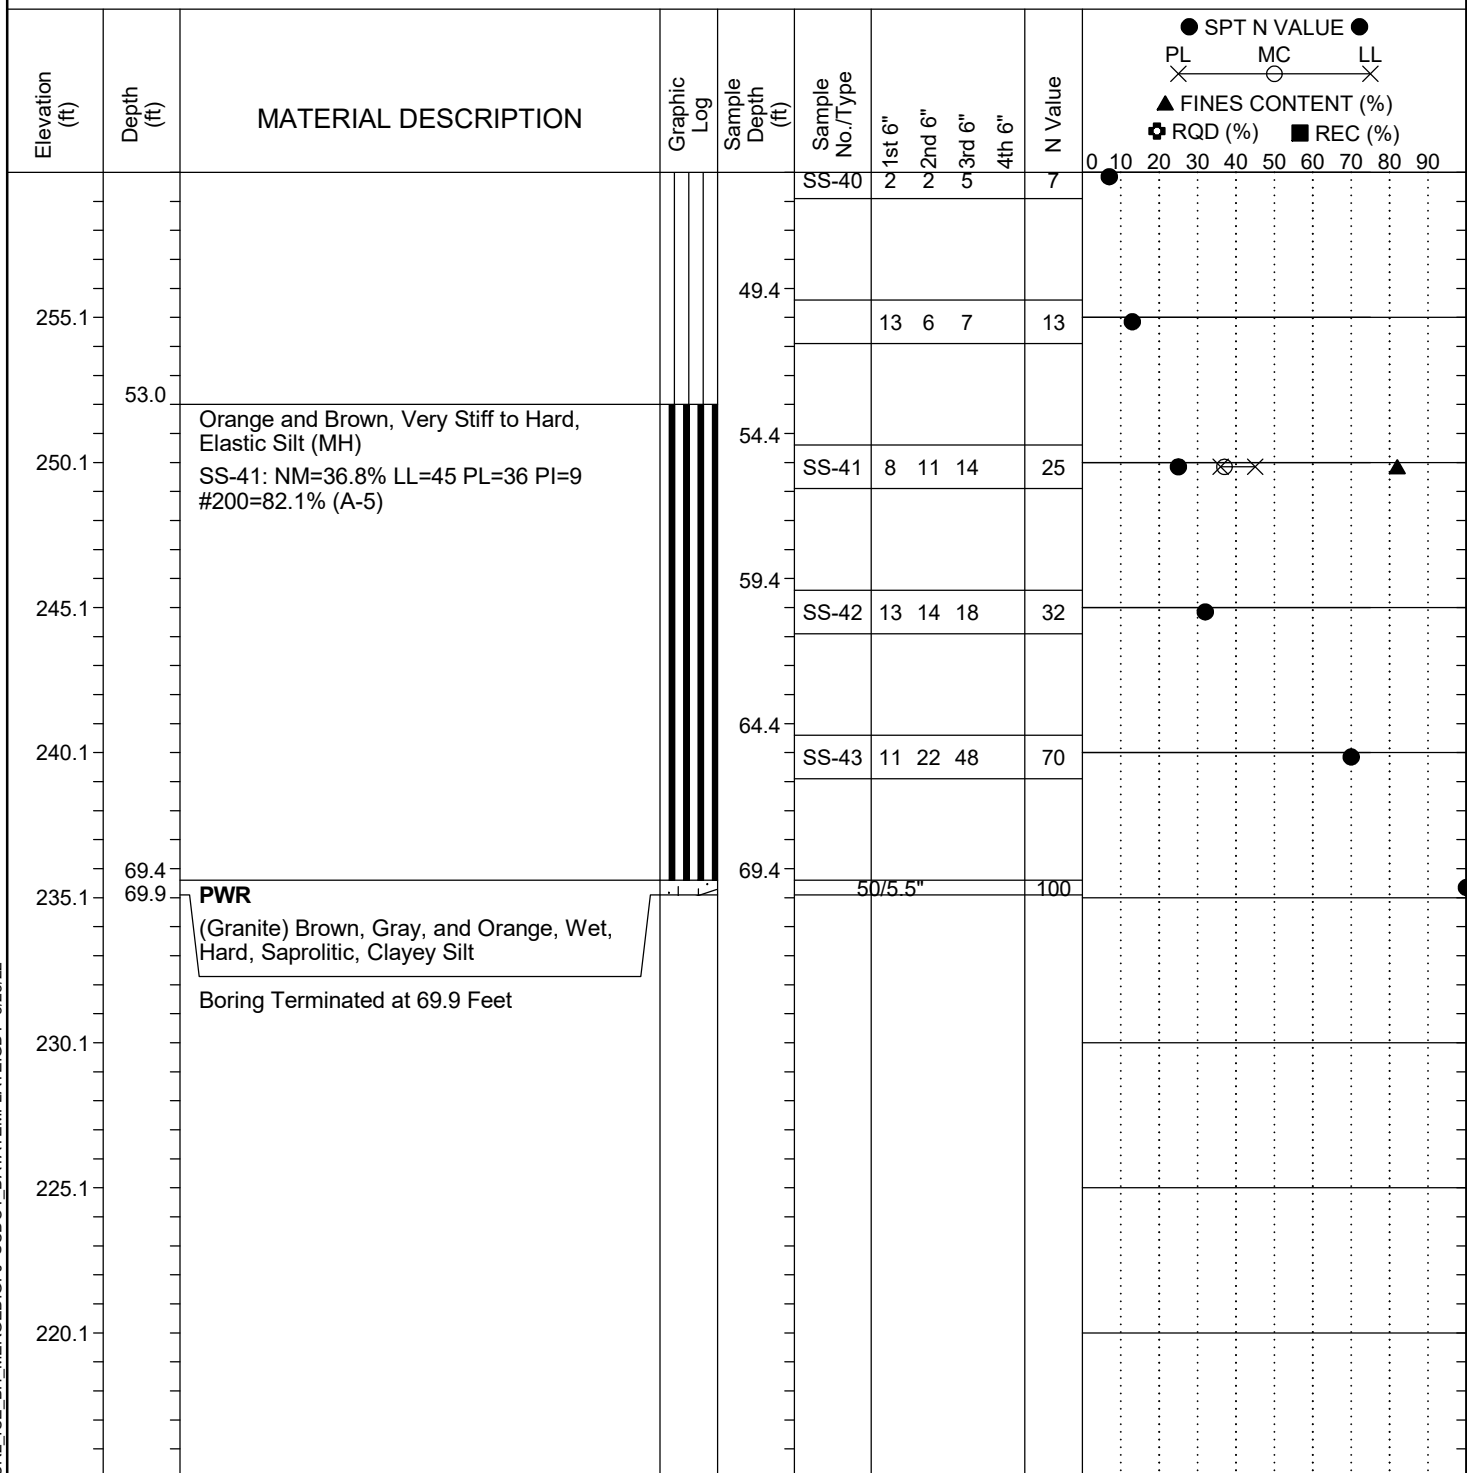 ● SPT N VALUE ●
PL MC LL
▲ FINES CONTENT (%)
RQD (%) ■ REC (%)
0 10 20 30 40 50 60 70 80 90
Elevation (ft)
Depth (ft)
MATERIAL DESCRIPTION
Graphic Log
Sample Depth (ft)
Sample No./Type
1st 6"
2nd 6"
3rd 6"
4th 6"
N Value
SS-40 2 2 5 7
49.4
255.1 13 6 7 13
53.0
Orange and Brown, Very Stiff to Hard,
Elastic Silt (MH)
54.4
250.1 SS-41 8 11 14 25
SS-41: NM=36.8% LL=45 PL=36 PI=9
#200=82.1% (A-5)
59.4
245.1 SS-42 13 14 18 32
64.4
240.1 SS-43 11 22 48 70
69.4 69.4
235.1 69.9 PWR 50/5.5" 100
(Granite) Brown, Gray, and Orange, Wet,
Hard, Saprolitic, Clayey Silt
Boring Terminated at 69.9 Feet
230.1
225.1
220.1